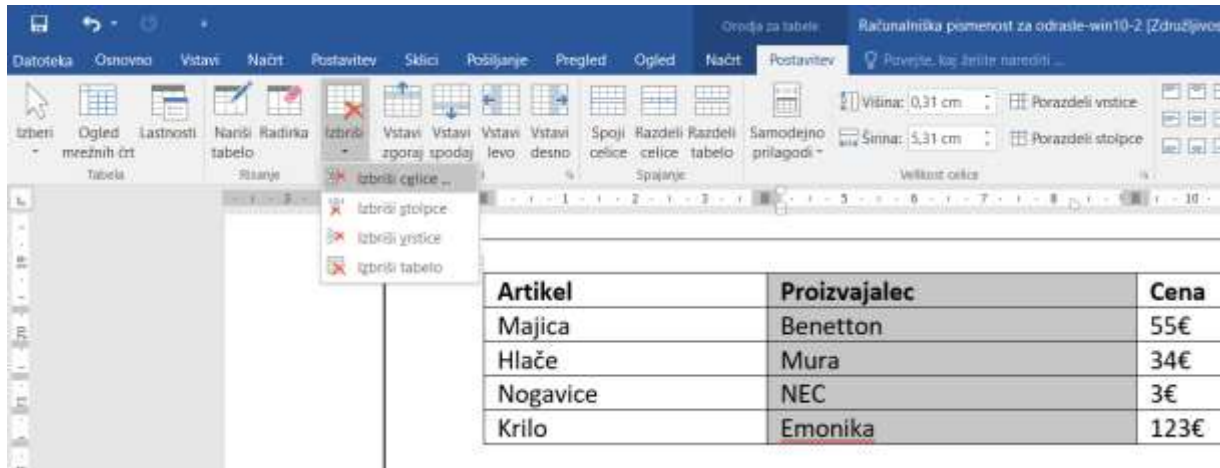 Orodja za tabele Računalniška pismenost za odrasle-win10-2 [Združljivos
Datoteka Osnovno Vstavi Načrt Postavitev Sklici Pošiljanje Pregled Ogled Načrt Postavitev Povejte, kaj želite narediti ...
Izberi Ogled mrežnih črt Lastnosti Nariši tabelo Radirka Izbriši Vstavi zgoraj Vstavi spodaj Vstavi levo Vstavi desno Spoji celice Razdeli celice Razdeli tabelo Samodejno prilagodi
Višina: 0,31 cm Porazdeli vrstice
Širina: 5,31 cm Porazdeli stolpce
Tabela Risanje Spajanje Velikost celice
Izbriši celice ...
Izbriši stolpce
Izbriši vrstice
Izbriši tabelo
Artikel Proizvajalec Cena
Majica Benetton 55€
Hlače Mura 34€
Nogavice NEC 3€
Krilo Emonika 123€